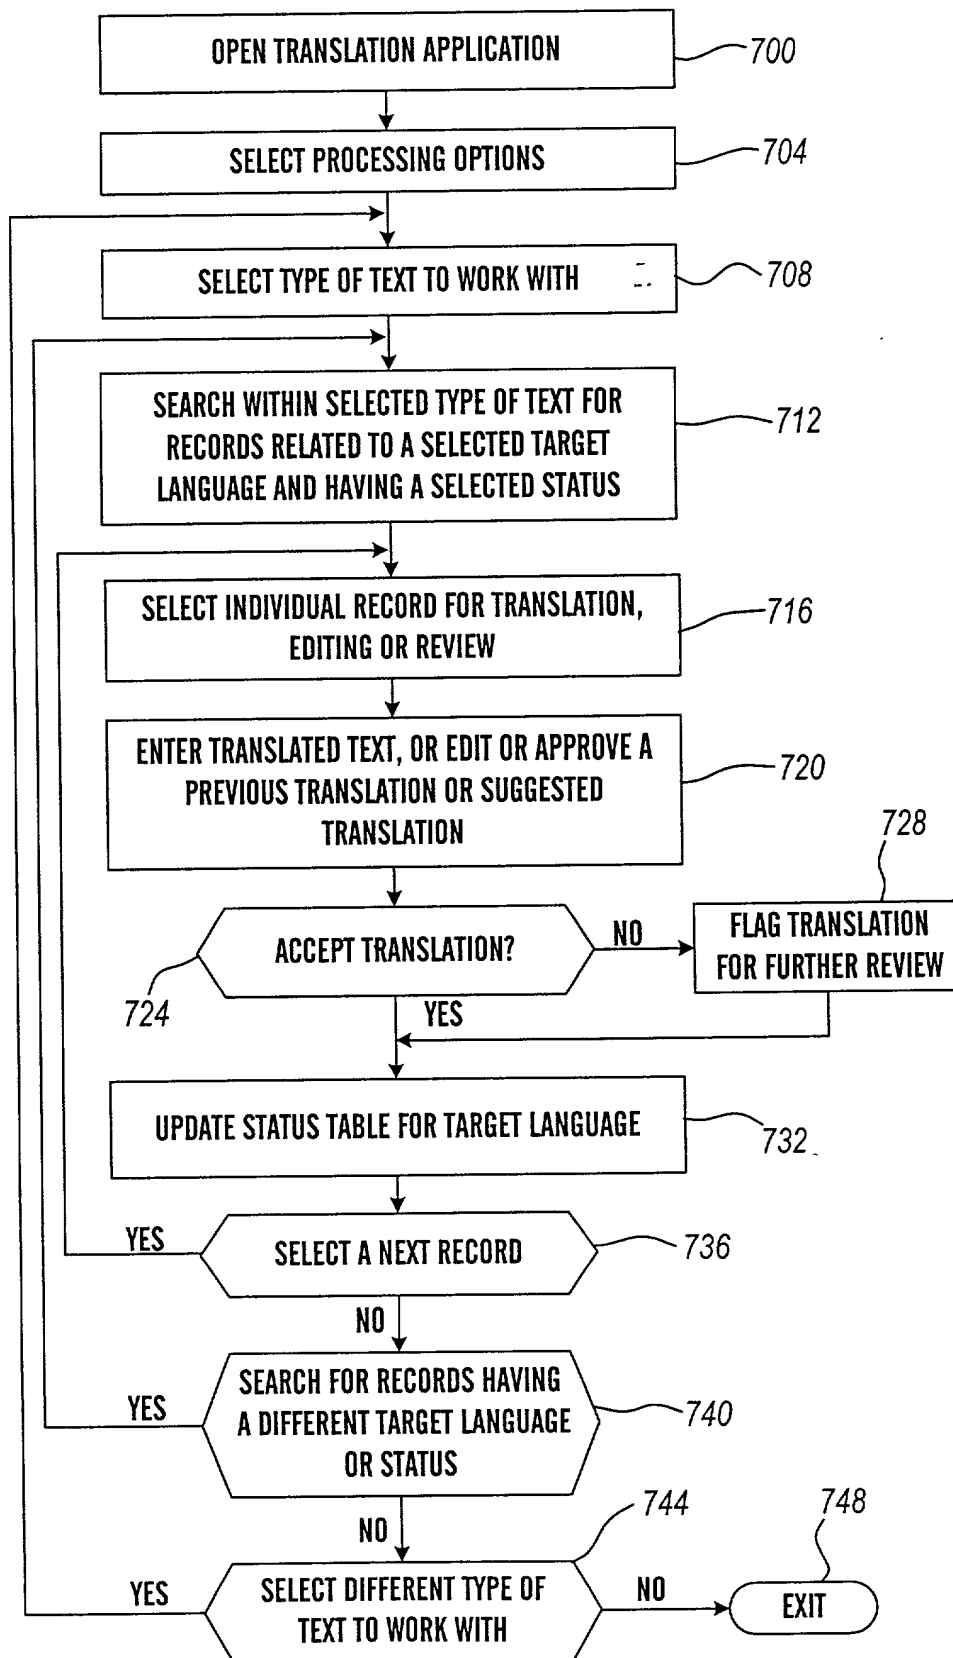 OPEN TRANSLATION APPLICATION
700
SELECT PROCESSING OPTIONS
704
SELECT TYPE OF TEXT TO WORK WITH
708
SEARCH WITHIN SELECTED TYPE OF TEXT FOR
RECORDS RELATED TO A SELECTED TARGET
LANGUAGE AND HAVING A SELECTED STATUS
712
SELECT INDIVIDUAL RECORD FOR TRANSLATION,
EDITING OR REVIEW
716
ENTER TRANSLATED TEXT, OR EDIT OR APPROVE A
PREVIOUS TRANSLATION OR SUGGESTED
TRANSLATION
720
728
ACCEPT TRANSLATION?
NO
FLAG TRANSLATION
FOR FURTHER REVIEW
724
YES
UPDATE STATUS TABLE FOR TARGET LANGUAGE
732
YES
SELECT A NEXT RECORD
736
NO
SEARCH FOR RECORDS HAVING
A DIFFERENT TARGET LANGUAGE
OR STATUS
YES
740
NO
744
748
YES
SELECT DIFFERENT TYPE OF
TEXT TO WORK WITH
NO
EXIT